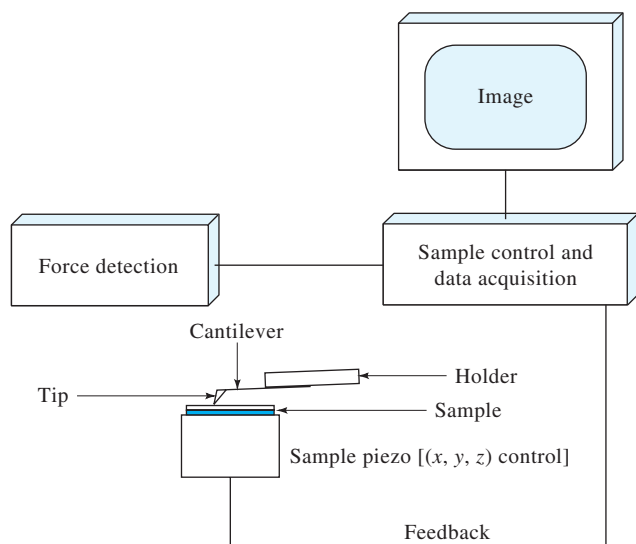 Image
Force detection
Sample control and
data acquisition
Cantilever
Holder
Tip
Sample
Sample piezo [(x, y, z) control]
Feedback